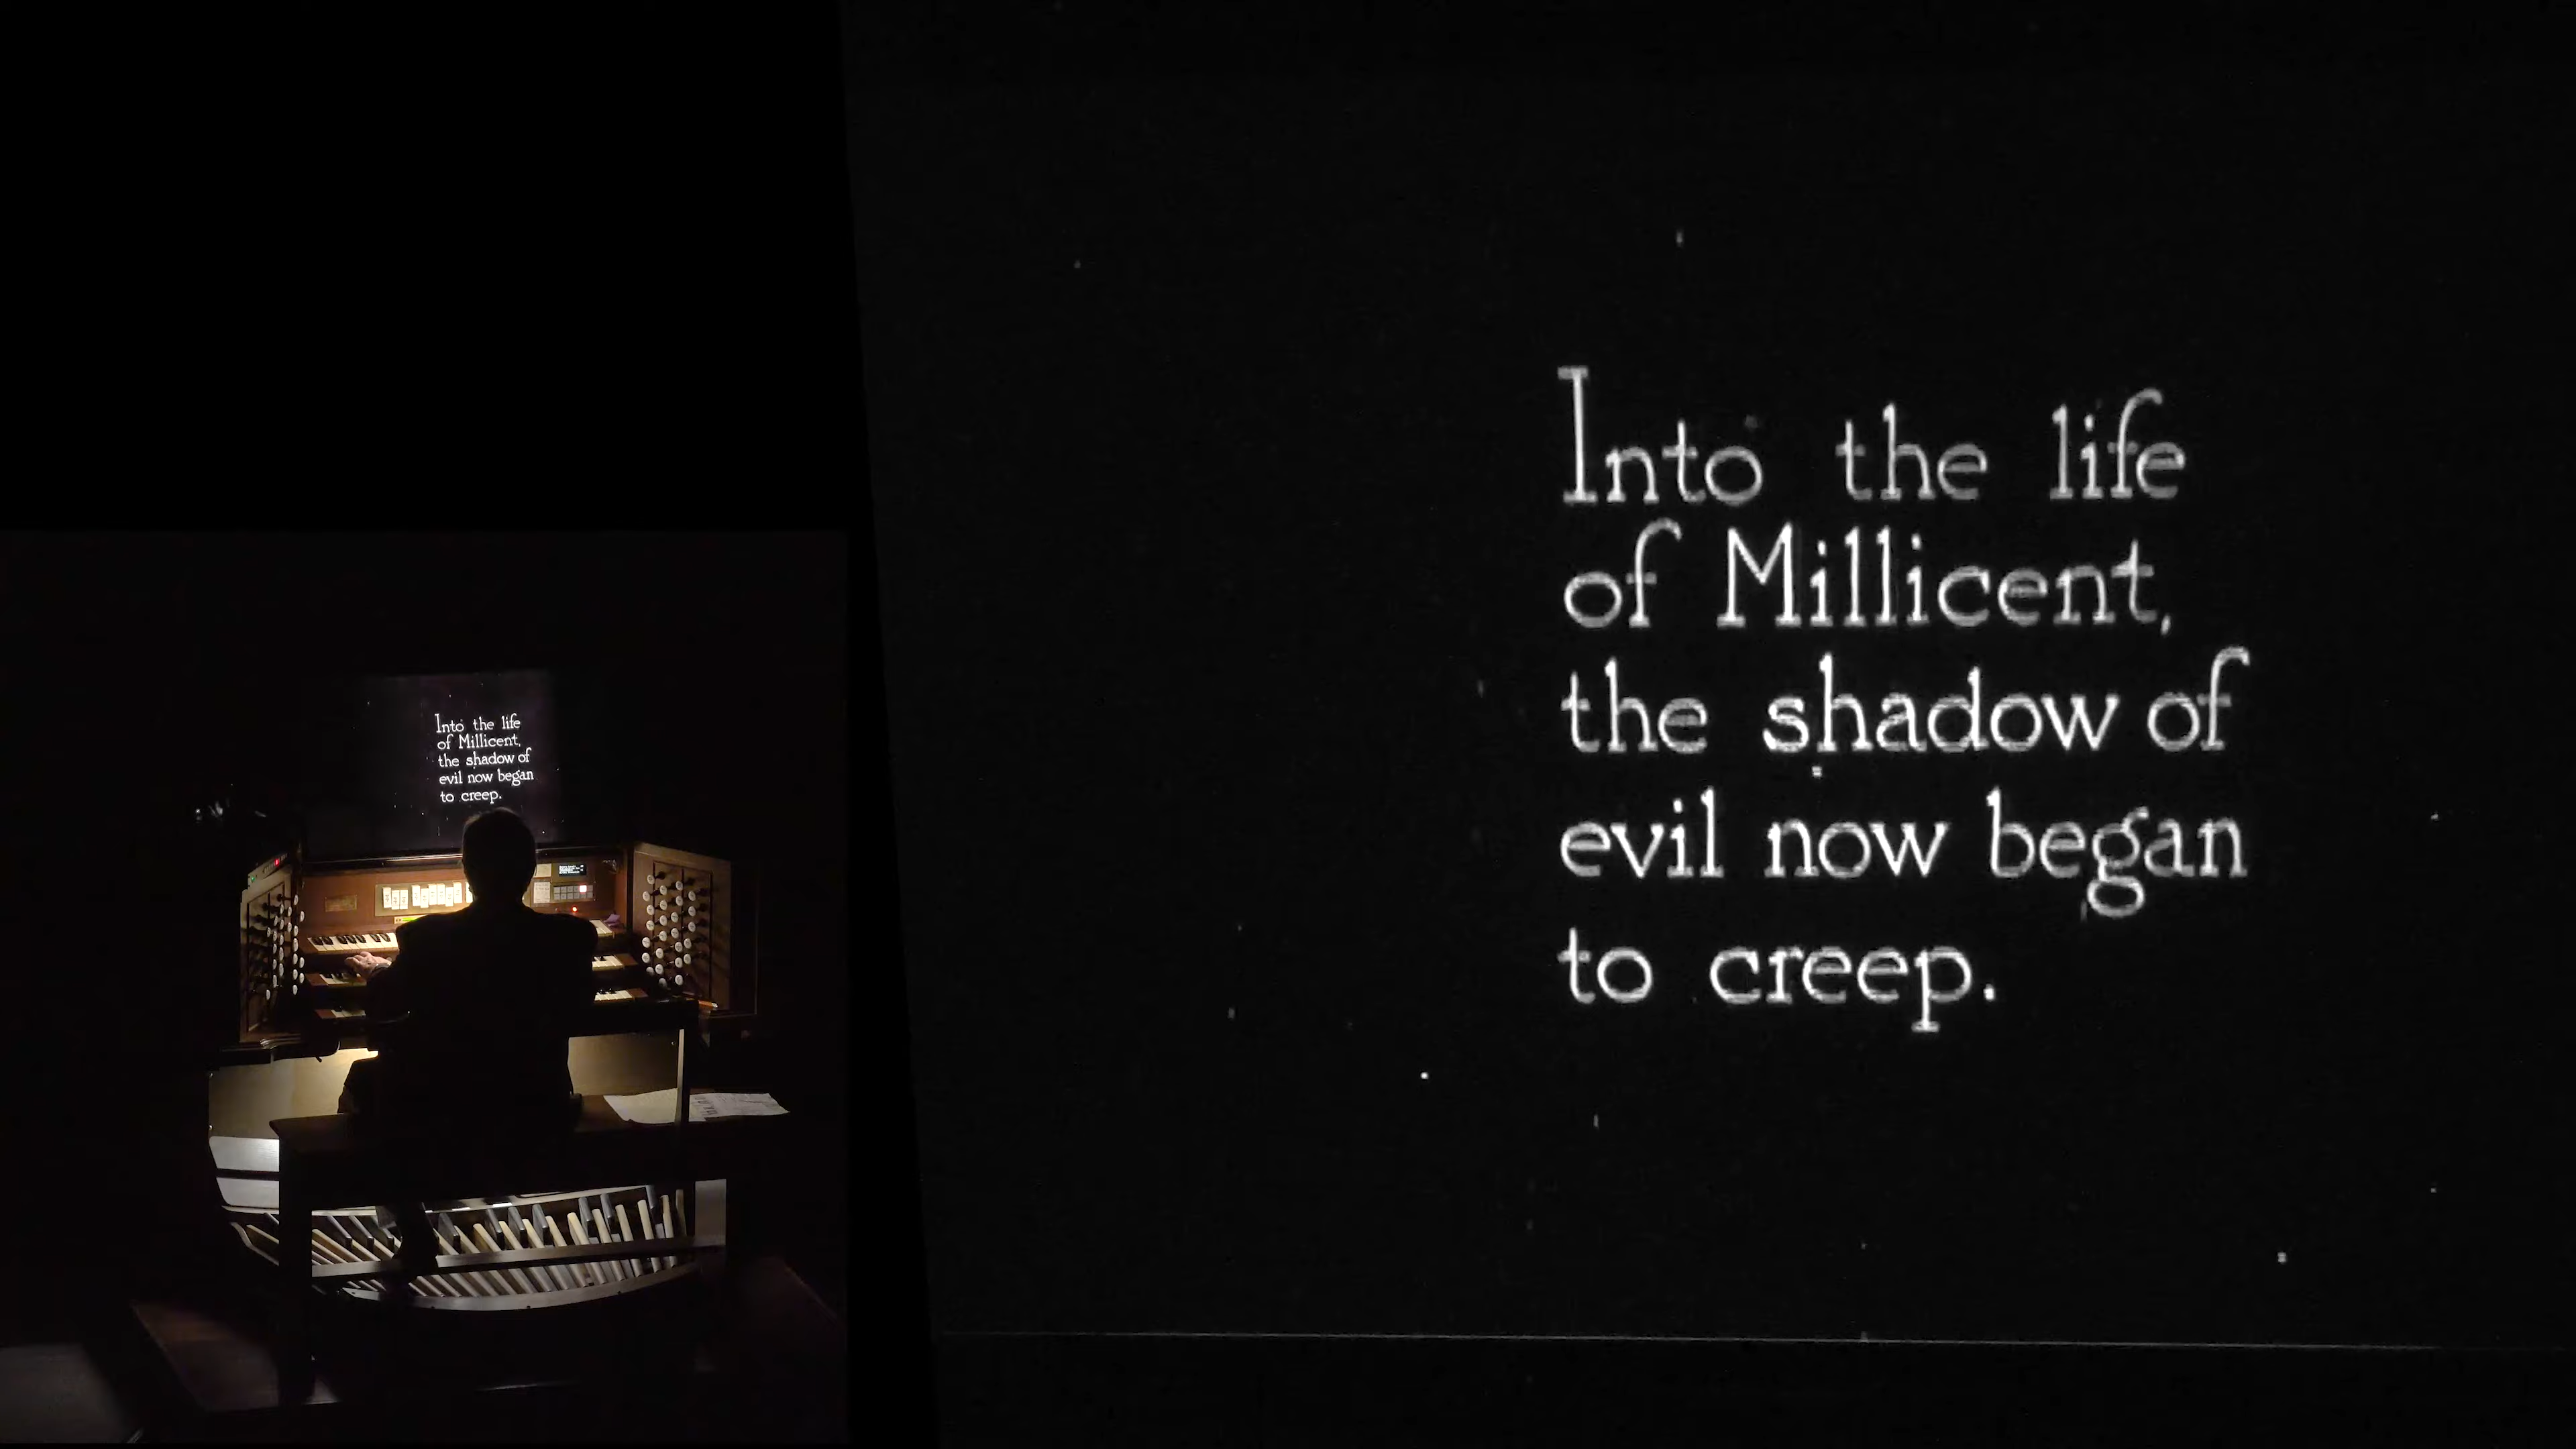 Into the life
of Millicent,
the shadow of
evil now began
to creep.
Into the life
of Millicent,
the shadow of
evil now began
to creep.